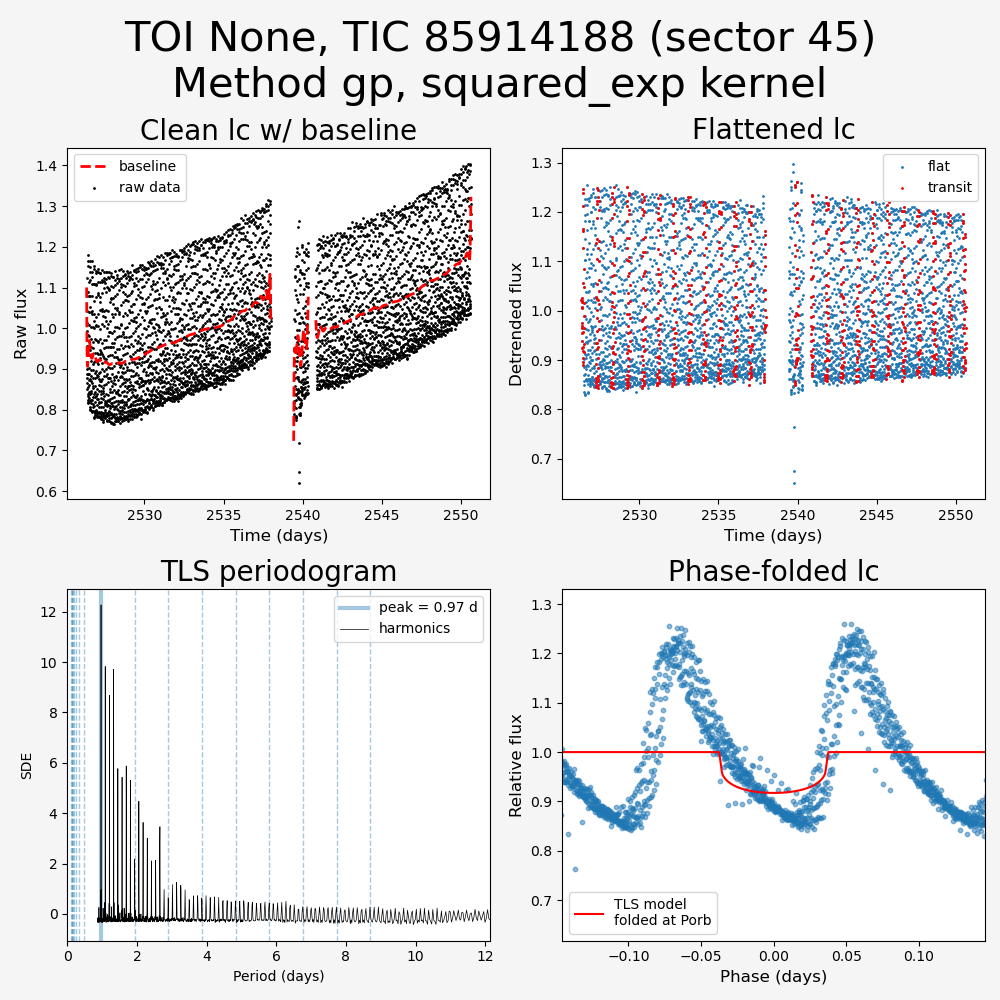 TOI None, TIC 85914188 (sector 45)
Method gp, squared_exp kernel
Clean lc w/ baseline
Flattened lc
baseline
raw data
flat
transit
1.4
1.3
1.2
1.1
1.0
0.9
0.8
0.7
0.6
Raw flux
2530
2535
2540
2545
2550
Time (days)
1.3
1.2
1.1
1.0
0.9
0.8
0.7
Detrended flux
2530
2535
2540
2545
2550
Time (days)
TLS periodogram
Phase-folded lc
peak = 0.97 d
harmonics
12
10
8
6
4
2
0
SDE
0
2
4
6
8
10
12
Period (days)
1.3
1.2
1.1
1.0
0.9
0.8
0.7
Relative flux
TLS model
folded at Porb
−0.10
−0.05
0.00
0.05
0.10
Phase (days)